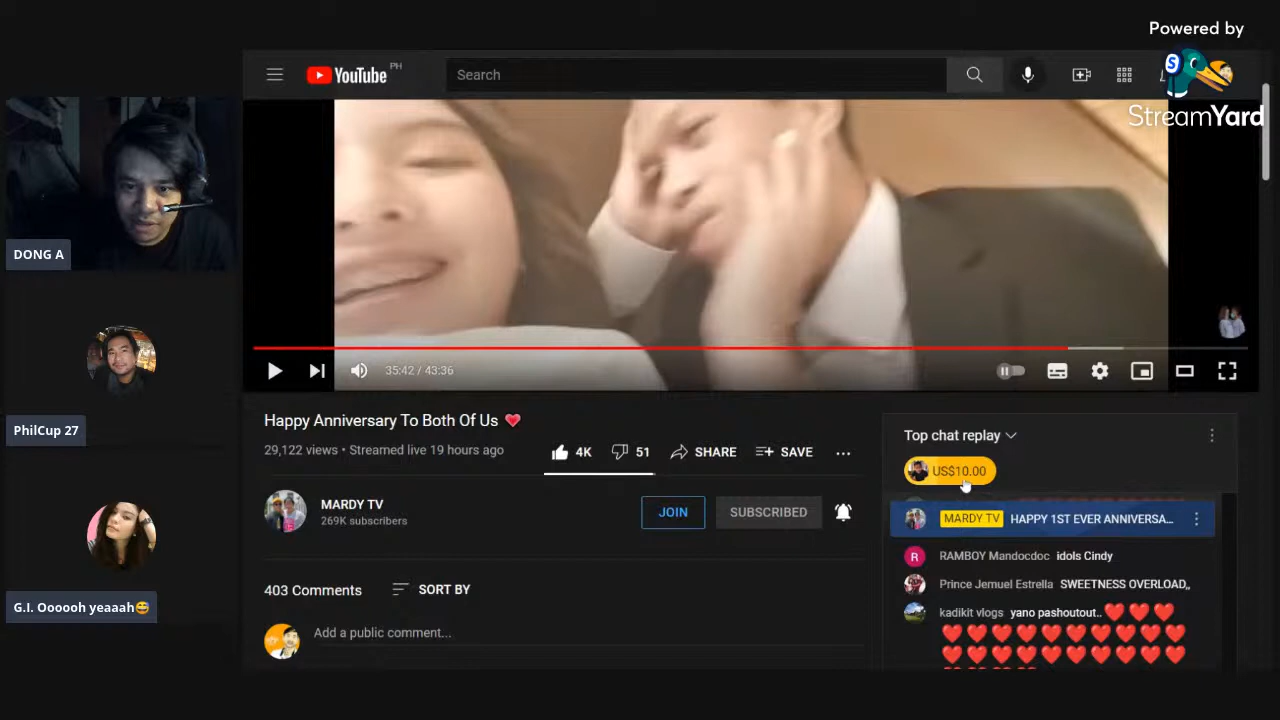 Powered by
StreamYard
YouTube PH
Search
DONG A
PhilCup 27
G.I. Oooooh yeaaah😅
35:42 / 43:36
Happy Anniversary To Both Of Us ❤️
29,122 views • Streamed live 19 hours ago
4K
51
SHARE
SAVE
MARDY TV
269K subscribers
JOIN
SUBSCRIBED
403 Comments
SORT BY
Add a public comment...
Top chat replay
US$10.00
MARDY TV HAPPY 1ST EVER ANNIVERSA...
R RAMBOY Mandocdoc idols Cindy
Prince Jemuel Estrella SWEETNESS OVERLOAD,,
kadikit vlogs yano pashoutout.. ❤️❤️❤️
❤️❤️❤️❤️❤️❤️❤️❤️❤️❤️
❤️❤️❤️❤️❤️❤️❤️❤️❤️❤️